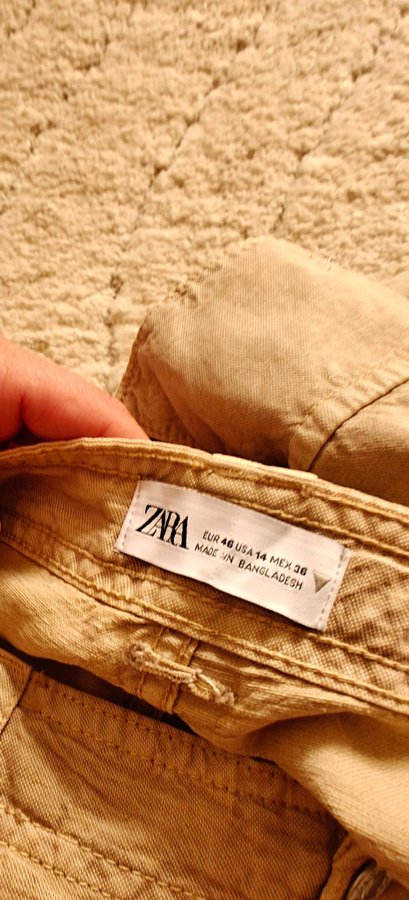 ZARA
EUR 46 USA 14 MEX 36
MADE IN BANGLADESH